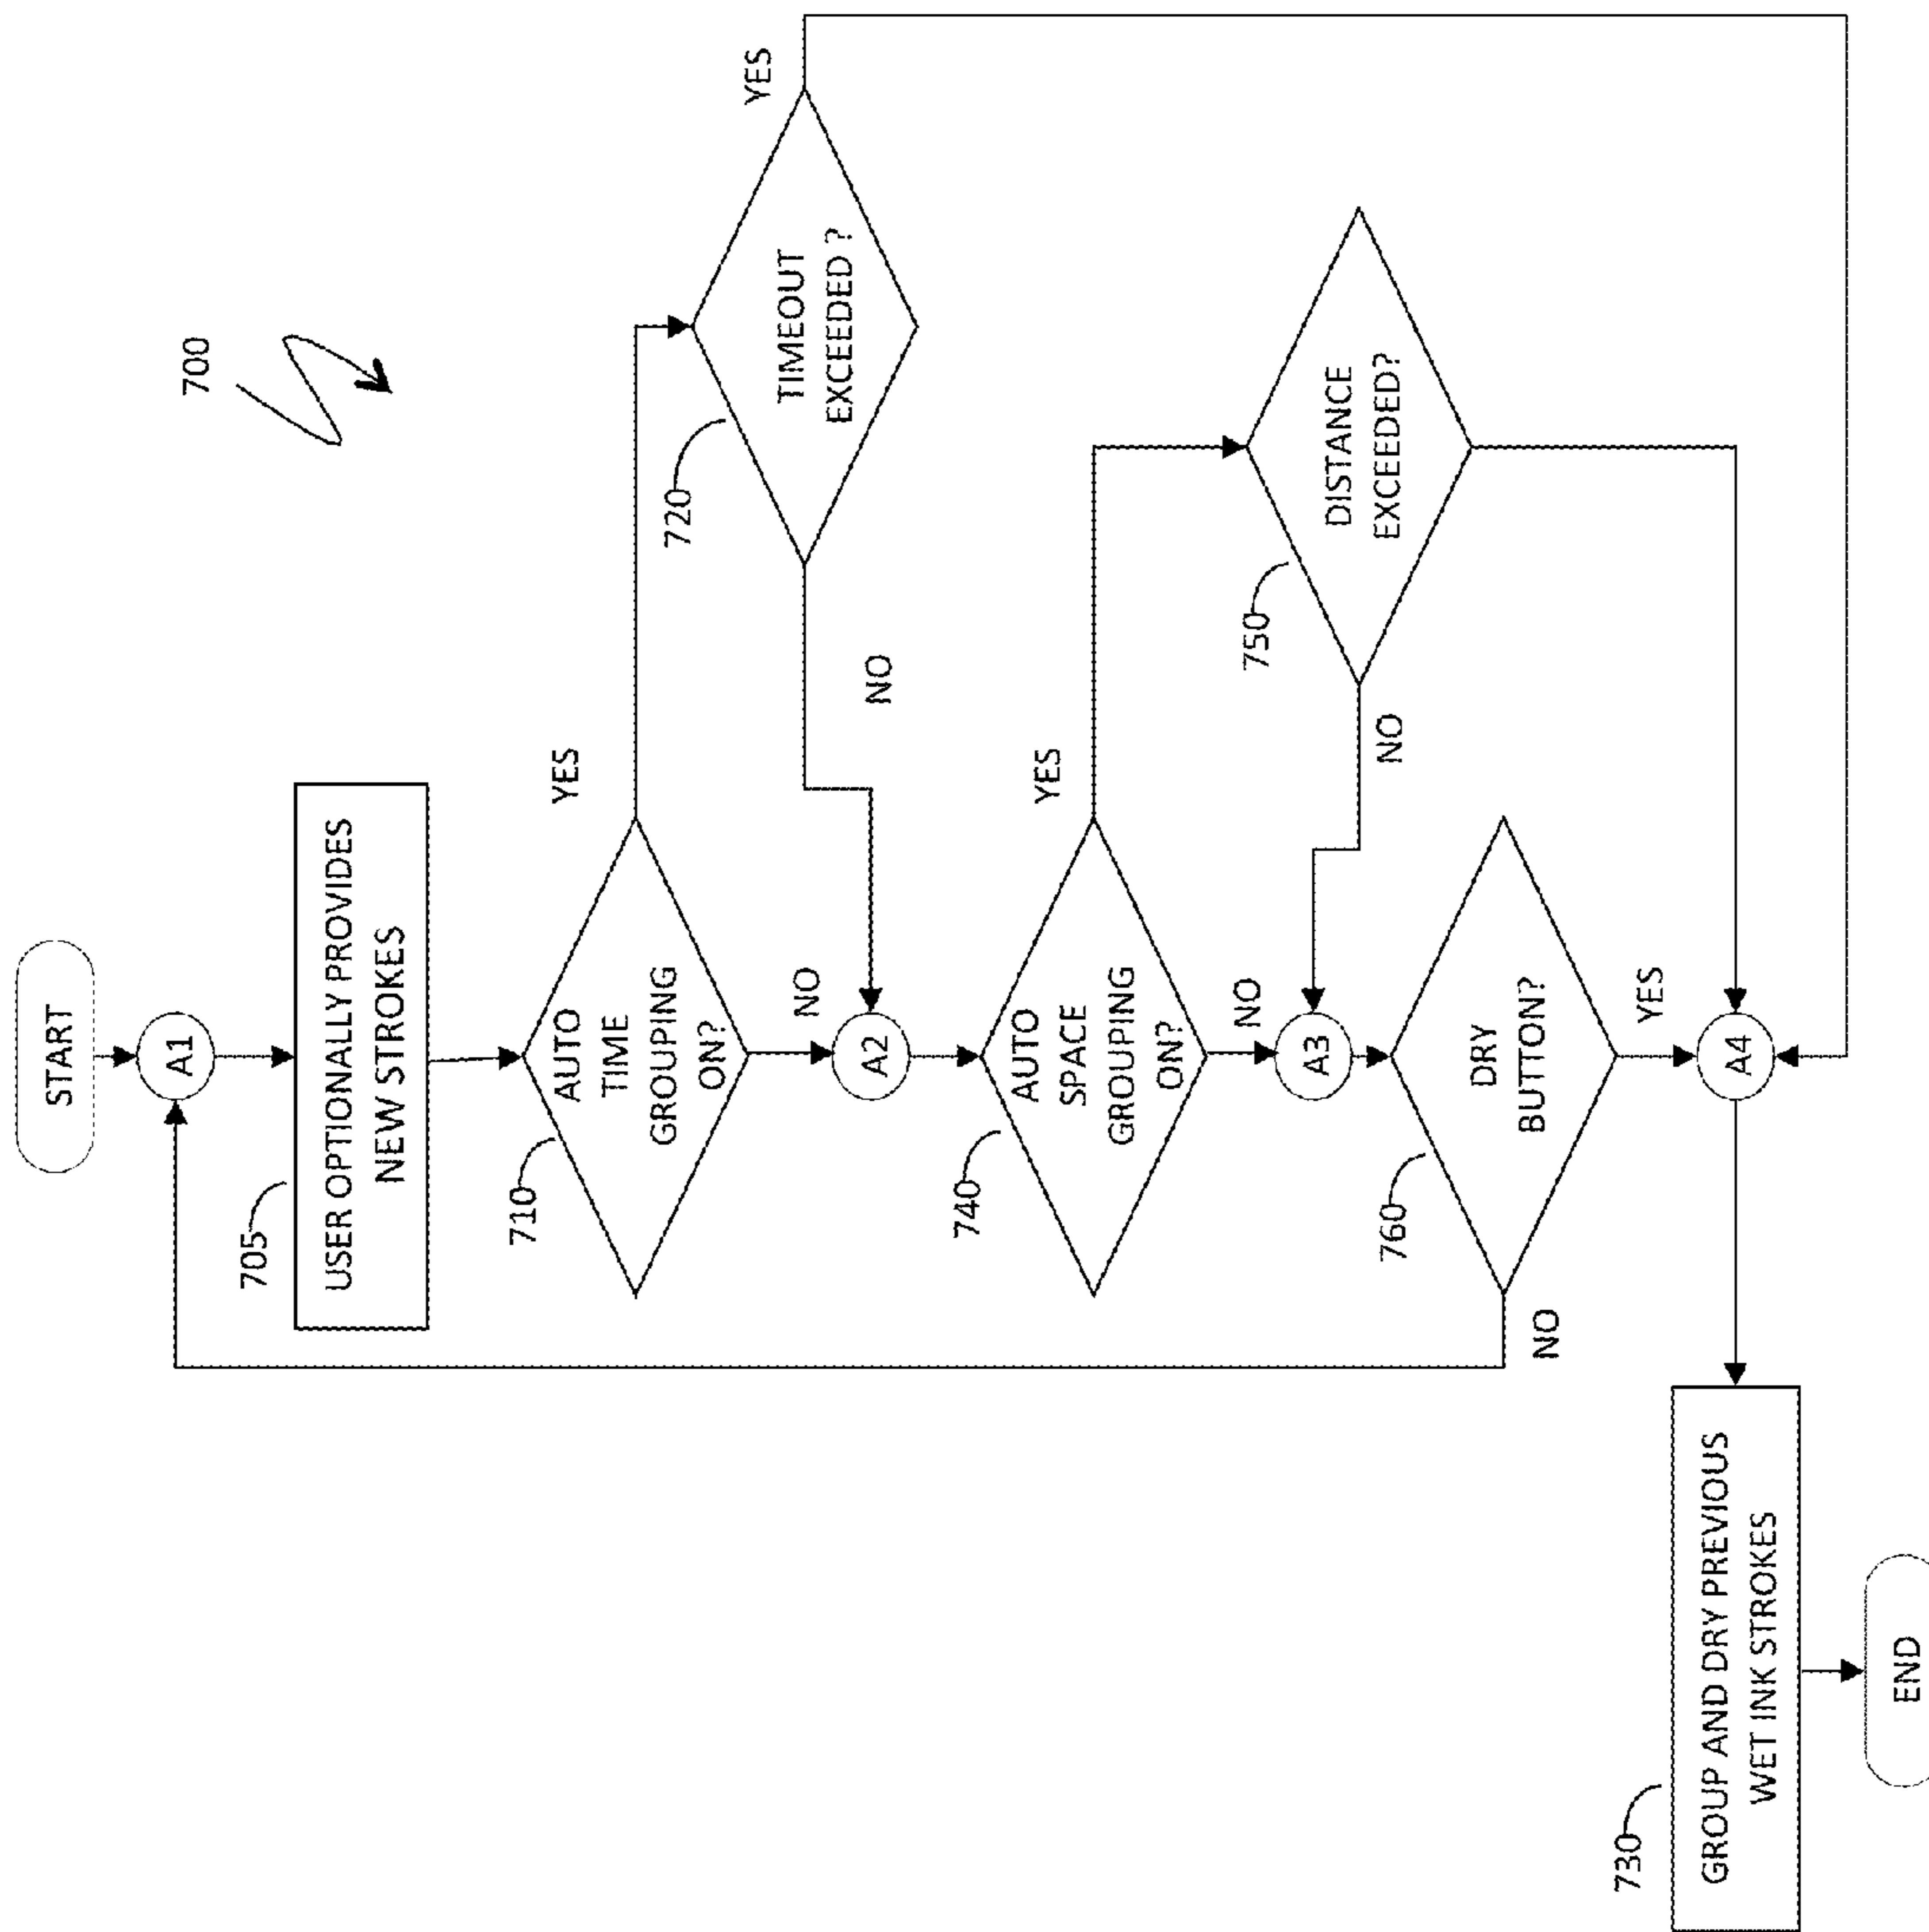 700
START
A1
705
USER OPTIONALLY PROVIDES
NEW STROKES
710
AUTO
TIME
GROUPING
ON?
YES
NO
720
TIMEOUT
EXCEEDED ?
YES
NO
A2
740
AUTO
SPACE
GROUPING
ON?
YES
NO
750
DISTANCE
EXCEEDED?
NO
A3
760
DRY
BUTTON?
YES
NO
A4
730
GROUP AND DRY PREVIOUS
WET INK STROKES
END